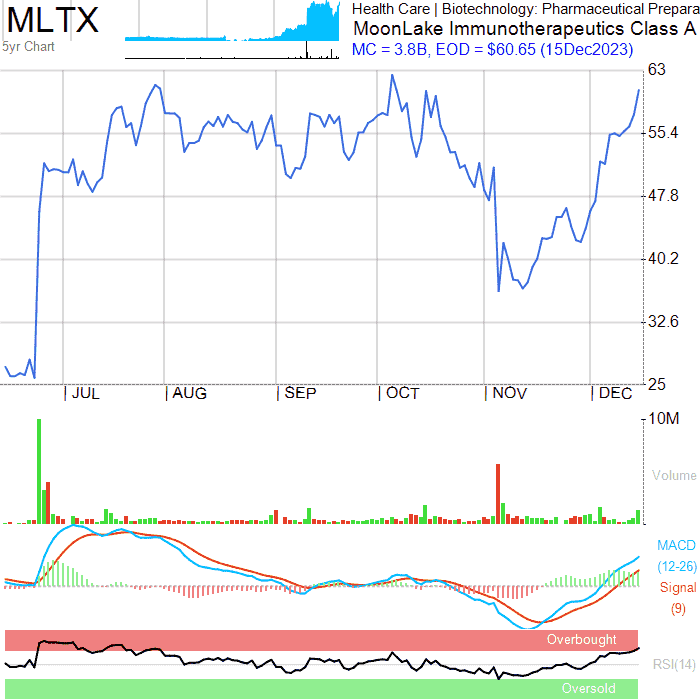 MLTX
5yr Chart
Health Care | Biotechnology: Pharmaceutical Prepara
MoonLake Immunotherapeutics Class A
MC = 3.8B, EOD = $60.65 (15Dec2023)
63
55.4
47.8
40.2
32.6
25
| JUL | AUG | SEP | OCT | NOV | DEC
10M
Volume
MACD
(12-26)
Signal
(9)
Overbought
RSI(14)
Oversold